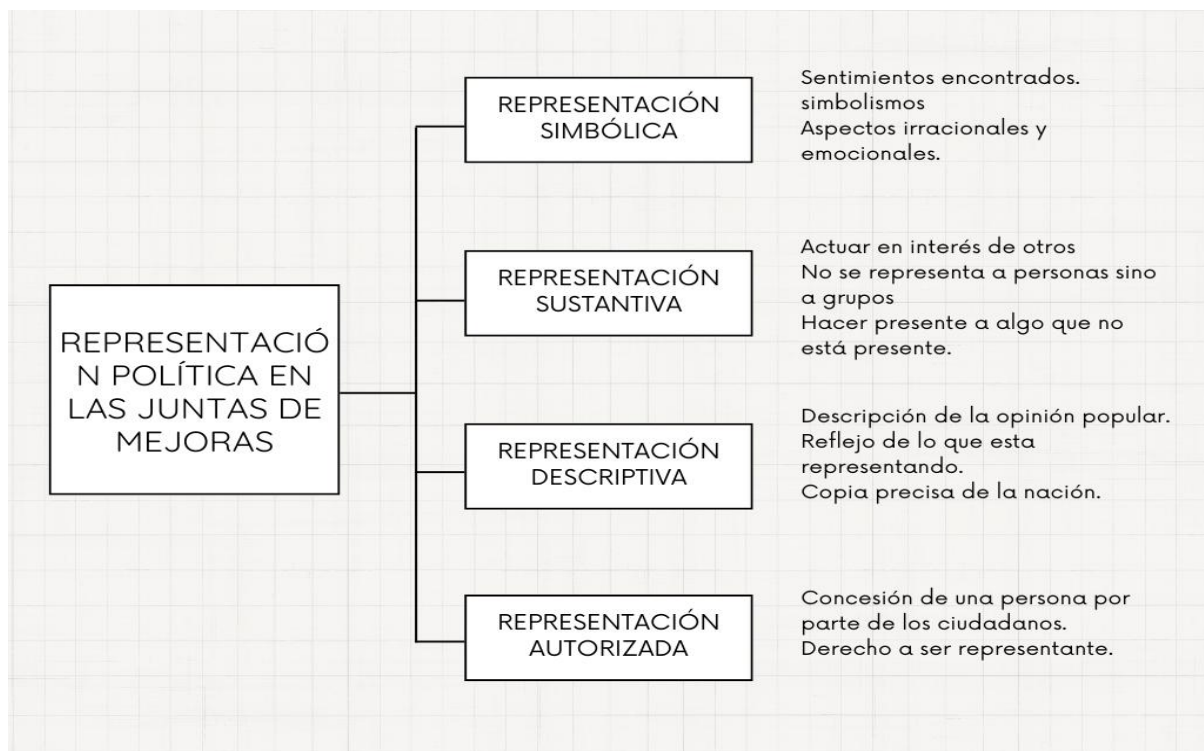 REPRESENTACIÓ
N POLÍTICA EN
LAS JUNTAS DE
MEJORAS
REPRESENTACIÓN
SIMBÓLICA
Sentimientos encontrados.
simbolismos
Aspectos irracionales y
emocionales.
REPRESENTACIÓN
SUSTANTIVA
Actuar en interés de otros
No se representa a personas sino
a grupos
Hacer presente a algo que no
está presente.
REPRESENTACIÓN
DESCRIPTIVA
Descripción de la opinión popular.
Reflejo de lo que esta
representando.
Copia precisa de la nación.
REPRESENTACIÓN
AUTORIZADA
Concesión de una persona por
parte de los ciudadanos.
Derecho a ser representante.